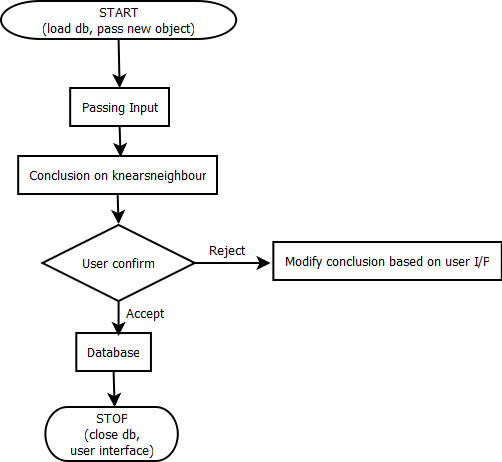 START
(load db, pass new object)
Passing Input
Conclusion on knearsneighbour
User confirm
Reject
Modify conclusion based on user I/P
Accept
Database
STOP
(close db,
user interface)